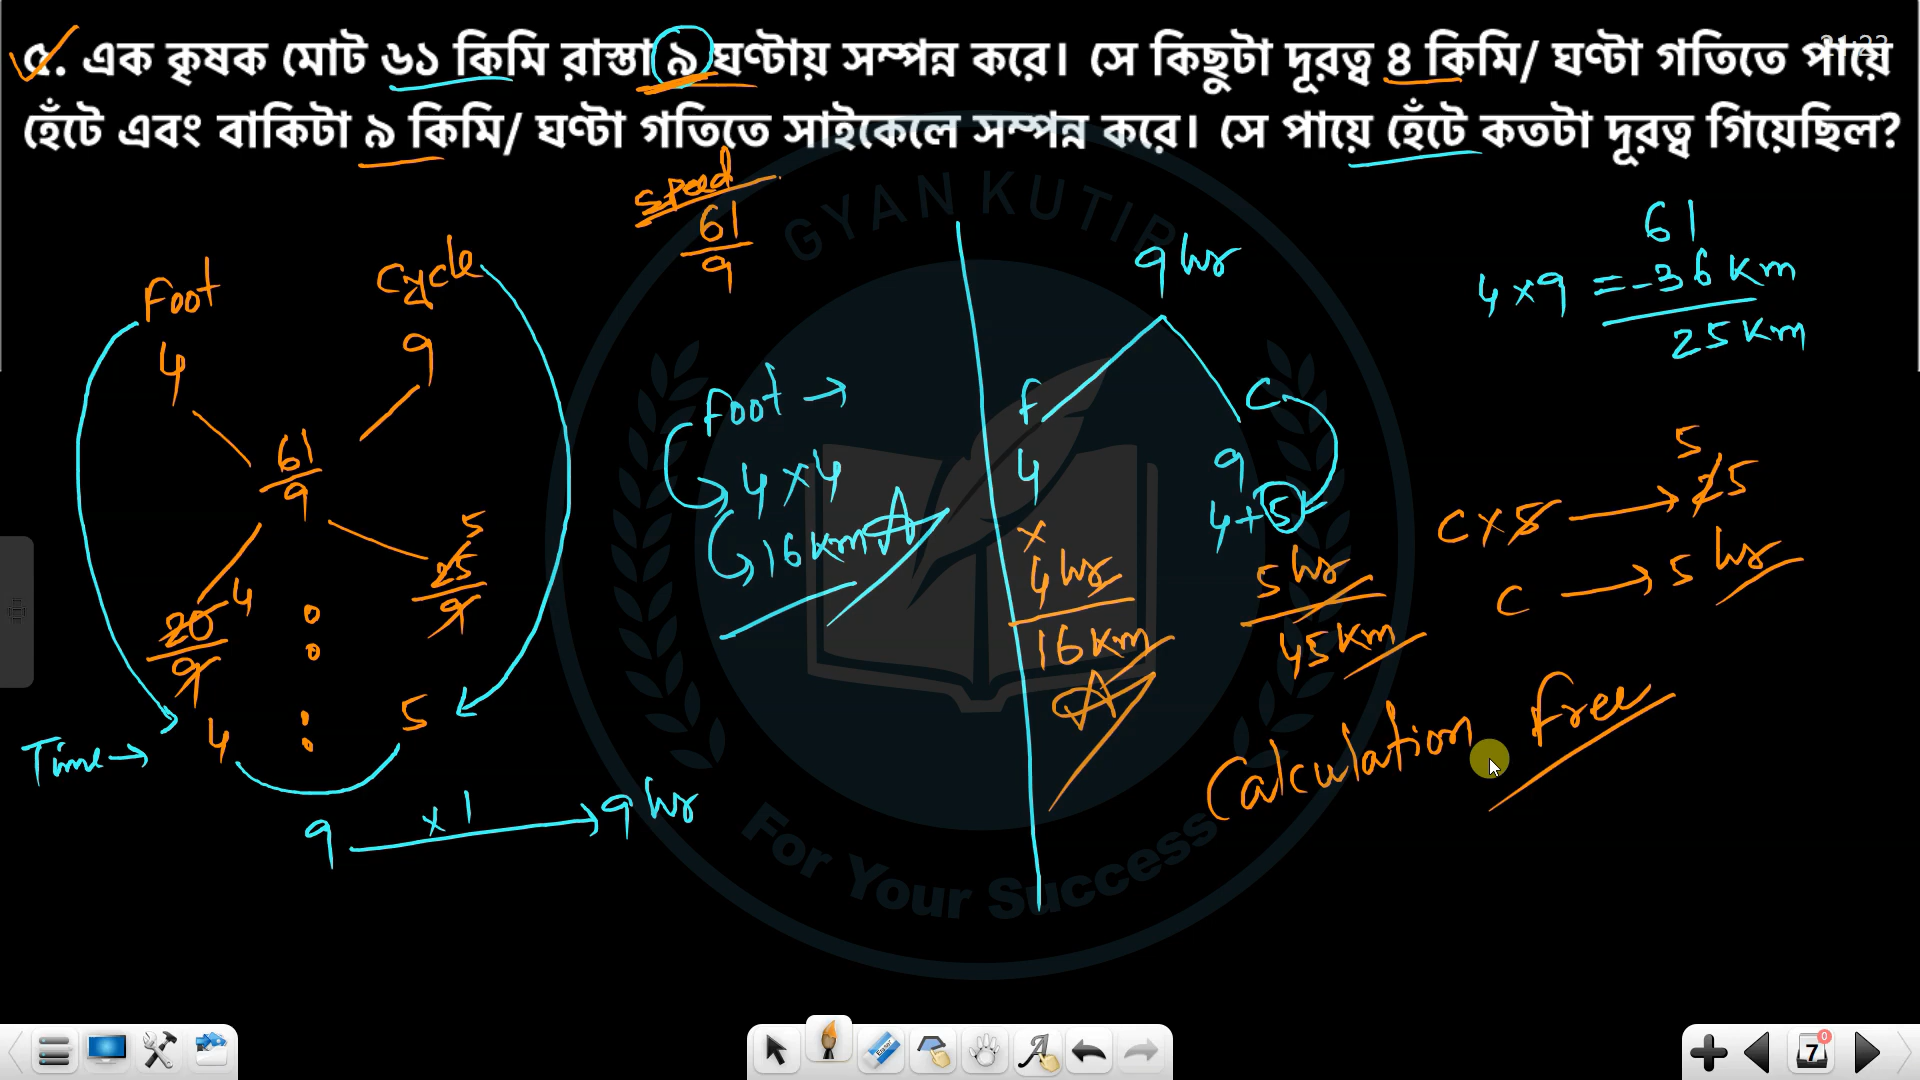 ৫. এক কৃষক মোট ৬১ কিমি রাস্তা ৯ ঘণ্টায় সম্পন্ন করে। সে কিছুটা দূরত্ব ৪ কিমি/ ঘণ্টা গতিতে পায়ে
হেঁটে এবং বাকিটা ৯ কিমি/ ঘণ্টা গতিতে সাইকেলে সম্পন্ন করে। সে পায়ে হেঁটে কতটা দূরত্ব গিয়েছিল?
speed
61
9
Foot
Cycle
4
9
61
9
20
9
4
25
9
5
Time →
4 : 5
9 ×1 → 9 hr
Foot →
4 × 4
16 km A
9 hr
F
C
4
9
4+5
×
4 hr
16 km
A
5 hr
45 km
61
4 × 9 = -36 Km
25 Km
5
C × 5 → 25
C → 5 hr
Calculation Free
GYAN KUTIR
For Your Success
7
0